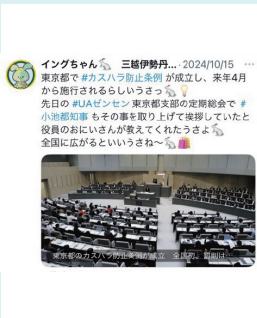 イングちゃん🐇 三越伊勢丹... · 2024/10/15 …
東京都で #カスハラ防止条例 が成立し、来年4月
から施行されるらしいうさっ🐇💡
先日の #UAゼンセン 東京都支部の定期総会で #
小池都知事 もその事を取り上げて挨拶していたと
役員のおにいさんが教えてくれたうさよ🐇
全国に広がるといいうさね〜🐇🛍️
東京都のカスハラ防止条例が成立 全国初、罰則は…